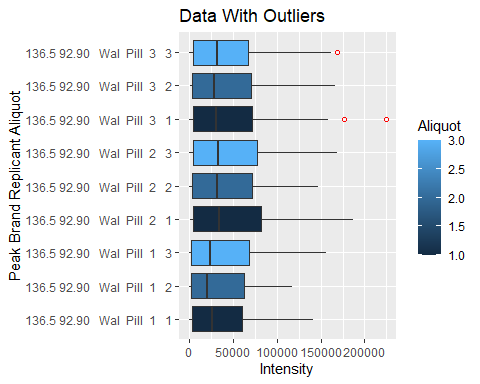 Data With Outliers
Peak Brand Replicant Aliquot
136.5 92.90 Wal Pill 3 3
136.5 92.90 Wal Pill 3 2
136.5 92.90 Wal Pill 3 1
136.5 92.90 Wal Pill 2 3
136.5 92.90 Wal Pill 2 2
136.5 92.90 Wal Pill 2 1
136.5 92.90 Wal Pill 1 3
136.5 92.90 Wal Pill 1 2
136.5 92.90 Wal Pill 1 1
0 50000 100000 150000 200000
Intensity
Aliquot
3.0
2.5
2.0
1.5
1.0